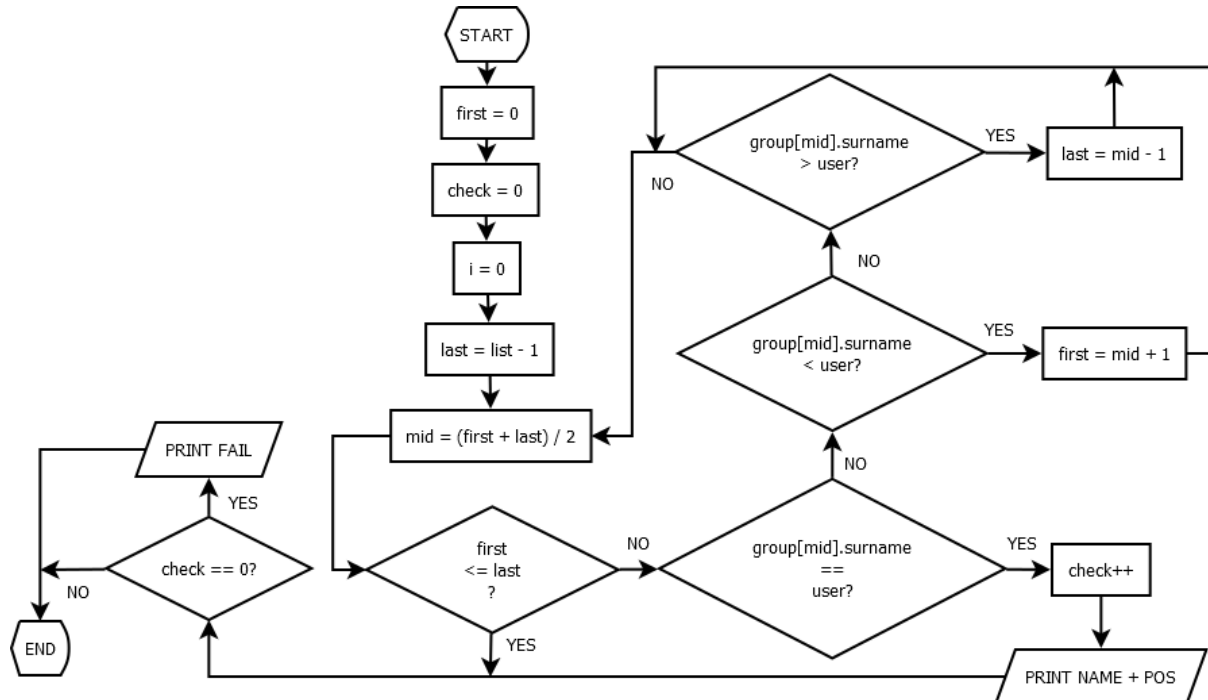 START
first = 0
check = 0
i = 0
last = list - 1
mid = (first + last) / 2
first
<= last
?
NO
YES
group[mid].surname
==
user?
YES
NO
check++
PRINT NAME + POS
group[mid].surname
< user?
YES
NO
first = mid + 1
group[mid].surname
> user?
YES
NO
last = mid - 1
check == 0?
YES
NO
PRINT FAIL
END